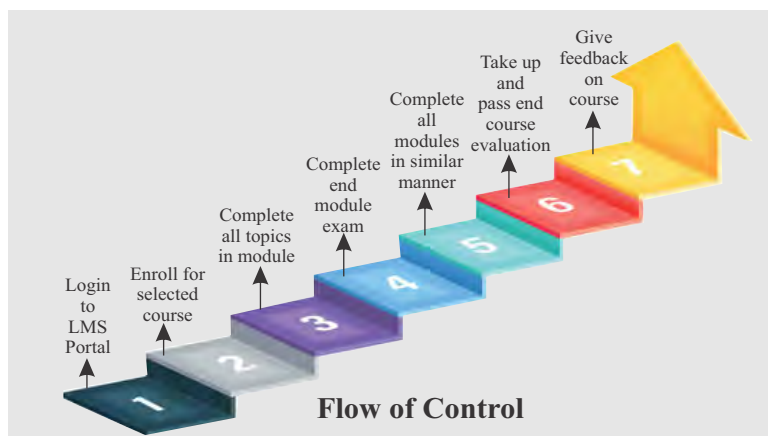 Login
to
LMS
Portal
Enroll for
selected
course
Complete
all topics
in module
Complete
end
module
exam
Complete
all
modules
in similar
manner
Take up
and
pass end
course
evaluation
Give
feedback
on
course
1
2
3
4
5
6
7
Flow of Control